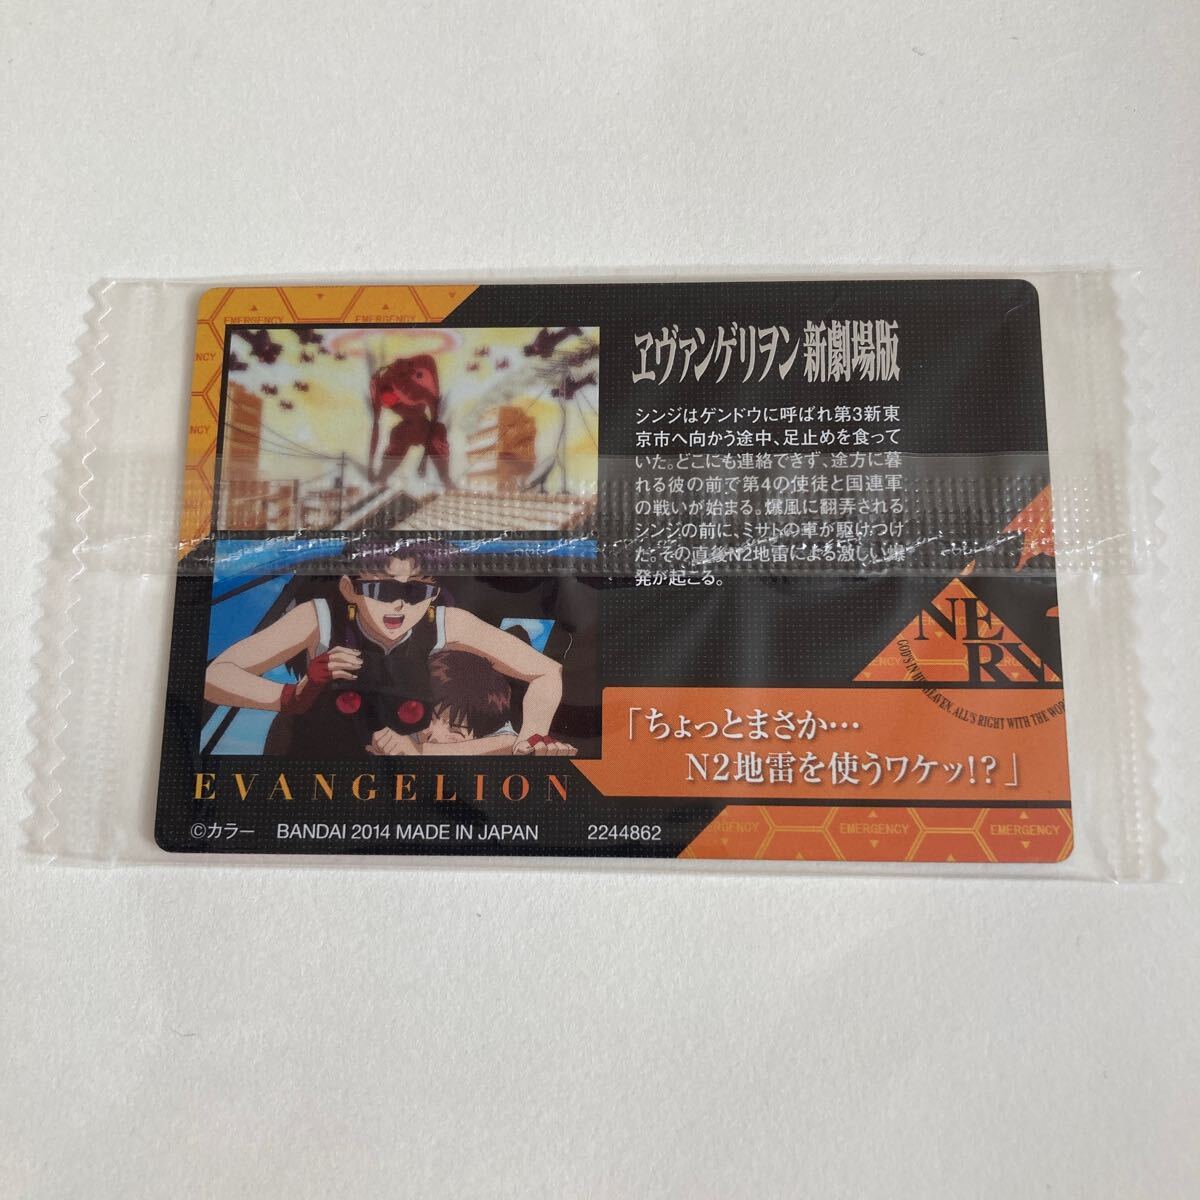 EMERGENCY
EMERGENCY
NCY
ヱヴァンゲリヲン新劇場版
シンジはゲンドウに呼ばれ第3新東
京市へ向かう途中、足止めを食って
いた。どこにも連絡できず、途方に暮
れる彼の前で第4の使徒と国連軍
の戦いが始まる。爆風に翻弄される
シンジの前に、ミサトの車が駆けつけ
た。その直後N2地雷による激しい爆
発が起こる。
NE
RV
GOD'S IN HIS HEAVEN. ALL'S RIGHT WITH THE WOR
「ちょっとまさか…
N2地雷を使うワケッ!?」
EVANGELION
©カラー BANDAI 2014 MADE IN JAPAN 2244862
RGENCY
EMERGENCY
EMERGENCY